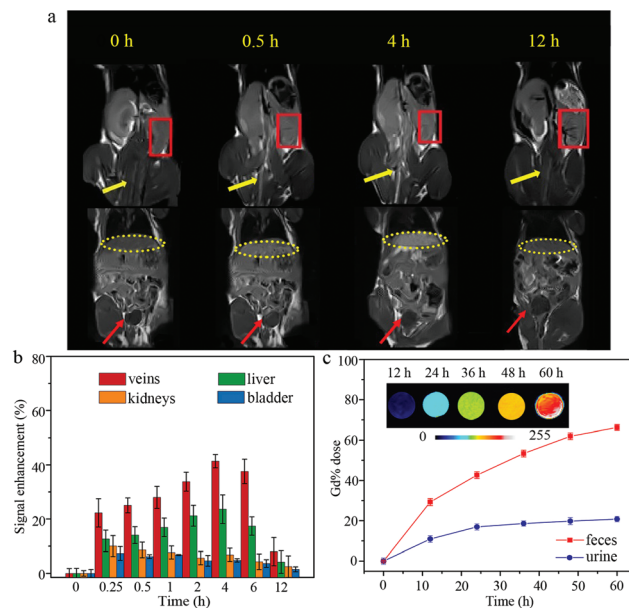 a
0 h 0.5 h 4 h 12 h
b
80
60
40
20
0
Signal enhancement (%)
veins liver
kidneys bladder
0 0.25 0.5 1 2 4 6 12
Time (h)
c
100
80
60
40
20
0
Gd% dose
12 h 24 h 36 h 48 h 60 h
0 255
feces
urine
0 10 20 30 40 50 60
Time (h)